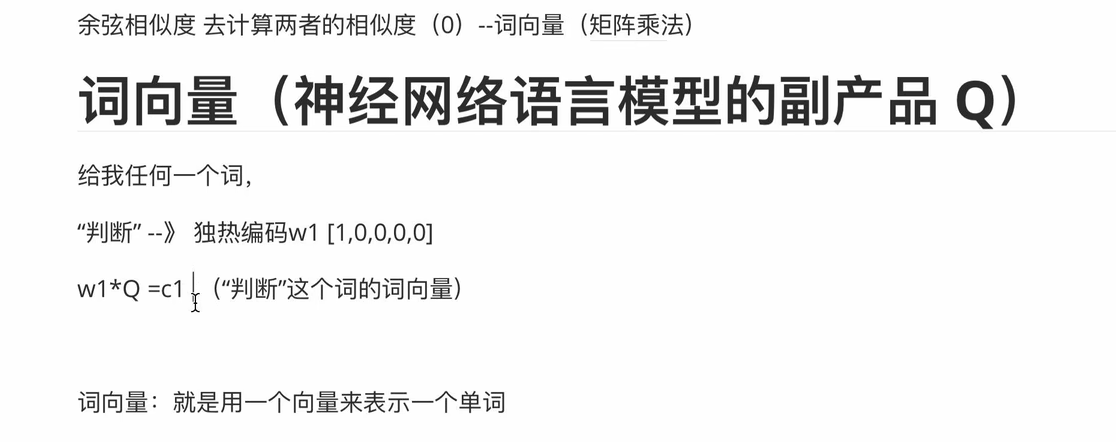 余弦相似度 去计算两者的相似度（0）--词向量（矩阵乘法）
词向量（神经网络语言模型的副产品 Q）
给我任何一个词，
“判断” --》 独热编码w1 [1,0,0,0,0]
w1*Q =c1 （“判断”这个词的词向量）
词向量：就是用一个向量来表示一个单词